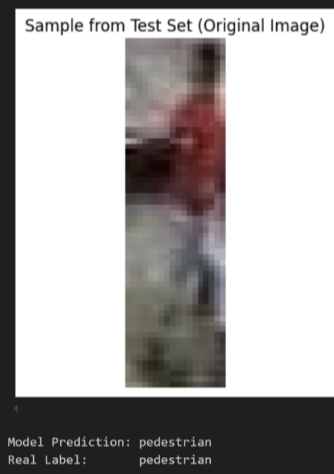 Sample from Test Set (Original Image)
Model Prediction: pedestrian
Real Label: pedestrian